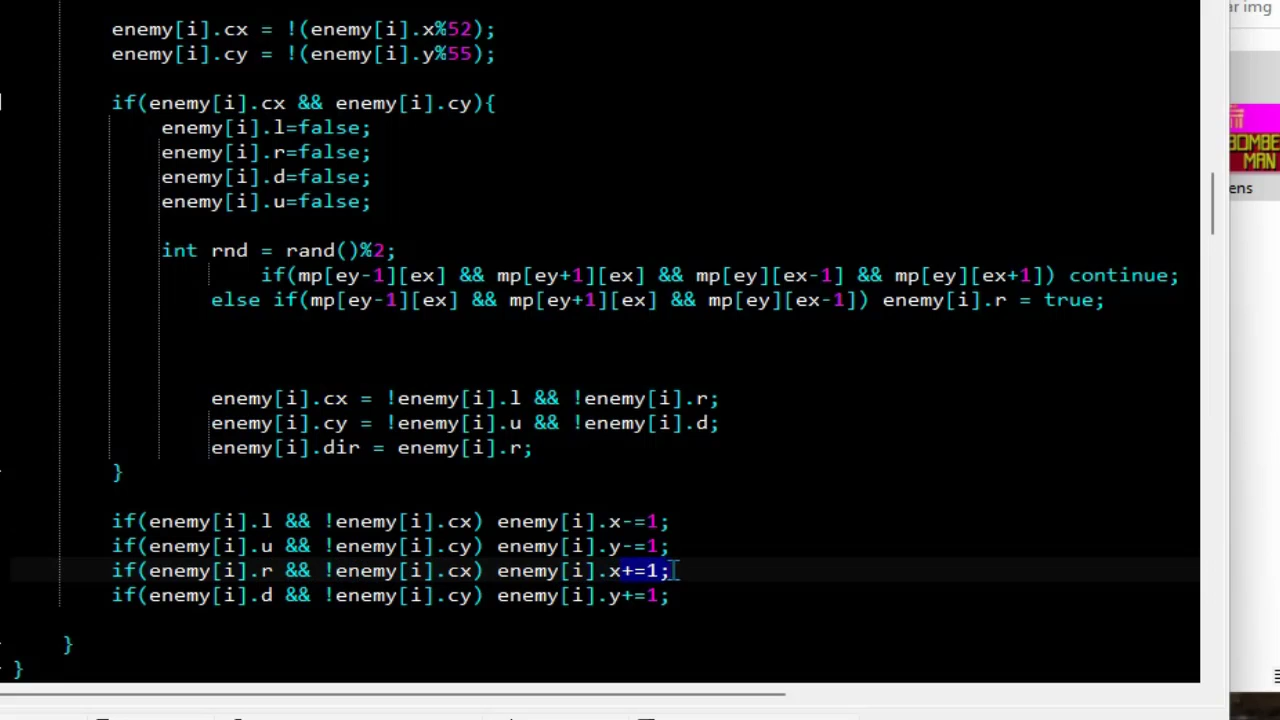 enemy[i].cx = !(enemy[i].x%52);
enemy[i].cy = !(enemy[i].y%55);
if(enemy[i].cx && enemy[i].cy){
enemy[i].l=false;
enemy[i].r=false;
enemy[i].d=false;
enemy[i].u=false;
int rnd = rand()%2;
if(mp[ey-1][ex] && mp[ey+1][ex] && mp[ey][ex-1] && mp[ey][ex+1]) continue;
else if(mp[ey-1][ex] && mp[ey+1][ex] && mp[ey][ex-1]) enemy[i].r = true;
enemy[i].cx = !enemy[i].l && !enemy[i].r;
enemy[i].cy = !enemy[i].u && !enemy[i].d;
enemy[i].dir = enemy[i].r;
}
if(enemy[i].l && !enemy[i].cx) enemy[i].x-=1;
if(enemy[i].u && !enemy[i].cy) enemy[i].y-=1;
if(enemy[i].r && !enemy[i].cx) enemy[i].x+=1;
if(enemy[i].d && !enemy[i].cy) enemy[i].y+=1;
}
}
ar img
BOMBE
MAN
ens